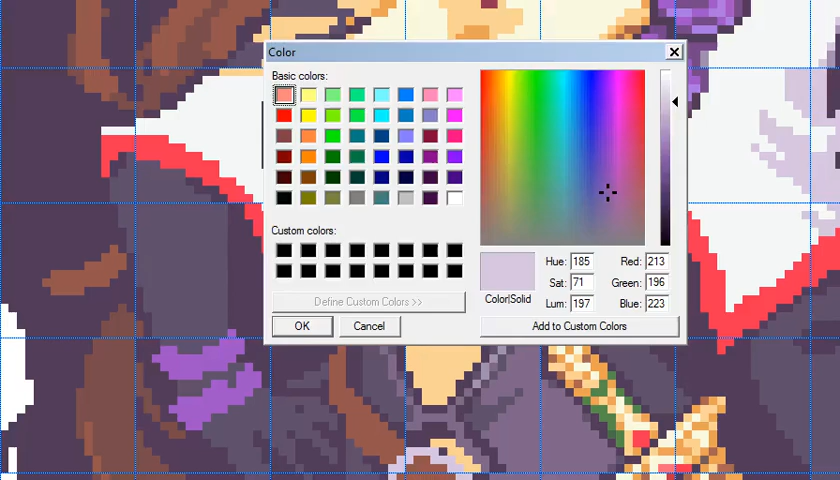 Color
Basic colors:
Custom colors:
Define Custom Colors >>
OK
Cancel
Color|Solid
Hue: 185
Sat: 71
Lum: 197
Red: 213
Green: 196
Blue: 223
Add to Custom Colors